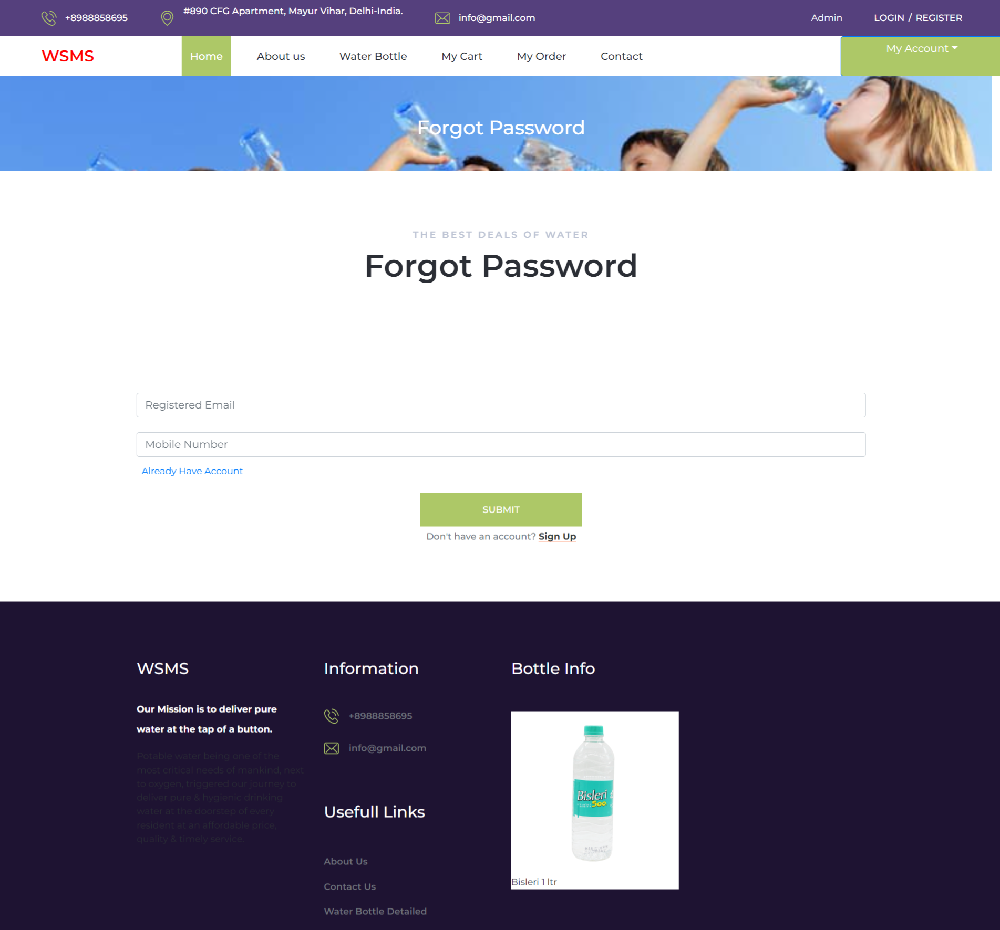 +8988858695
#890 CFG Apartment, Mayur Vihar, Delhi-India.
info@gmail.com
Admin
LOGIN / REGISTER
WSMS
Home
About us
Water Bottle
My Cart
My Order
Contact
My Account
Forgot Password
THE BEST DEALS OF WATER
Forgot Password
Registered Email
Mobile Number
Already Have Account
SUBMIT
Don't have an account? Sign Up
WSMS
Our Mission is to deliver pure
water at the tap of a button.
Potable water being one of the
most critical needs of mankind, next
to oxygen, triggered our journey to
deliver pure & hygienic drinking
water at the doorstep of every
resident at an affordable price,
quality & timely service.
Information
+8988858695
info@gmail.com
Usefull Links
About Us
Contact Us
Water Bottle Detailed
Bottle Info
Bisleri
500
Bisleri 1 ltr